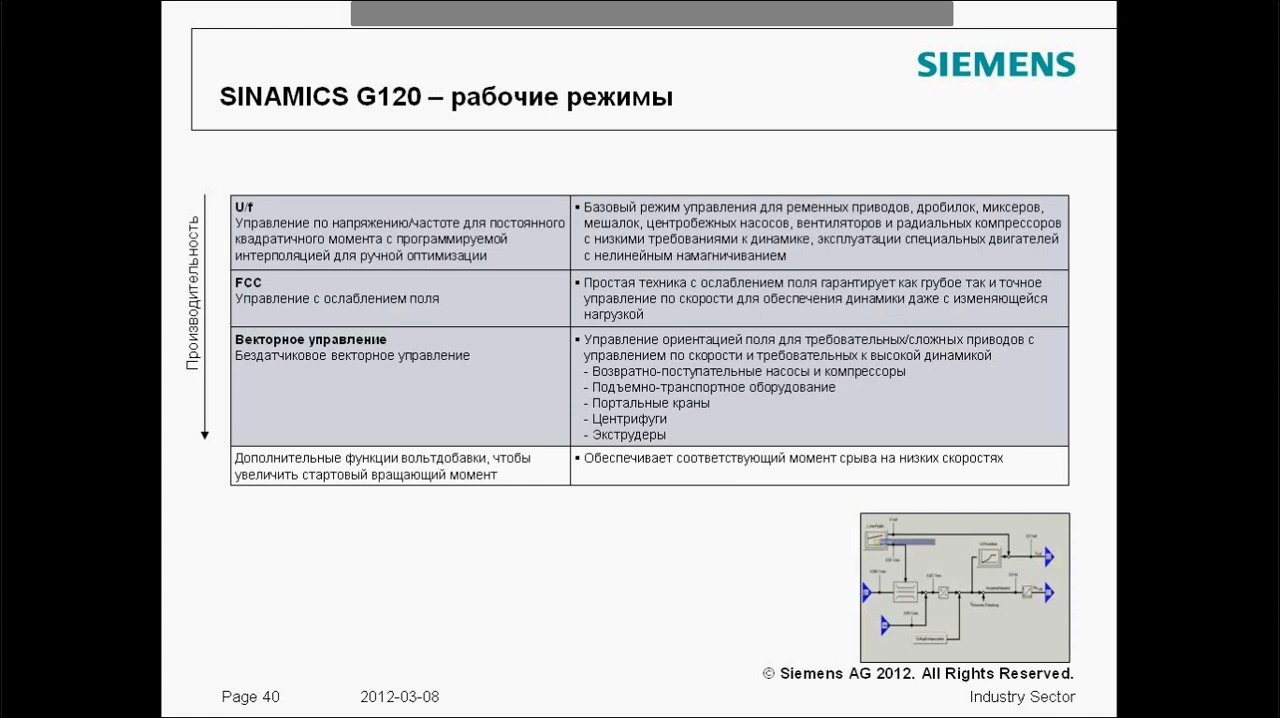 SIEMENS
SINAMICS G120 – рабочие режимы
Производительность
U/f
Управление по напряжению/частоте для постоянного
квадратичного момента с программируемой
интерполяцией для ручной оптимизации
▪ Базовый режим управления для ременных приводов, дробилок, миксеров,
мешалок, центробежных насосов, вентиляторов и радиальных компрессоров
с низкими требованиями к динамике, эксплуатации специальных двигателей
с нелинейным намагничиванием
FCC
Управление с ослаблением поля
▪ Простая техника с ослаблением поля гарантирует как грубое так и точное
управление по скорости для обеспечения динамики даже с изменяющейся
нагрузкой
Векторное управление
Бездатчиковое векторное управление
▪ Управление ориентацией поля для требовательных/сложных приводов с
управлением по скорости и требовательных к высокой динамикой
- Возвратно-поступательные насосы и компрессоры
- Подъемно-транспортное оборудование
- Портальные краны
- Центрифуги
- Экструдеры
Дополнительные функции вольтдобавки, чтобы
увеличить стартовый вращающий момент
▪ Обеспечивает соответствующий момент срыва на низких скоростях
© Siemens AG 2012. All Rights Reserved.
Page 40
2012-03-08
Industry Sector